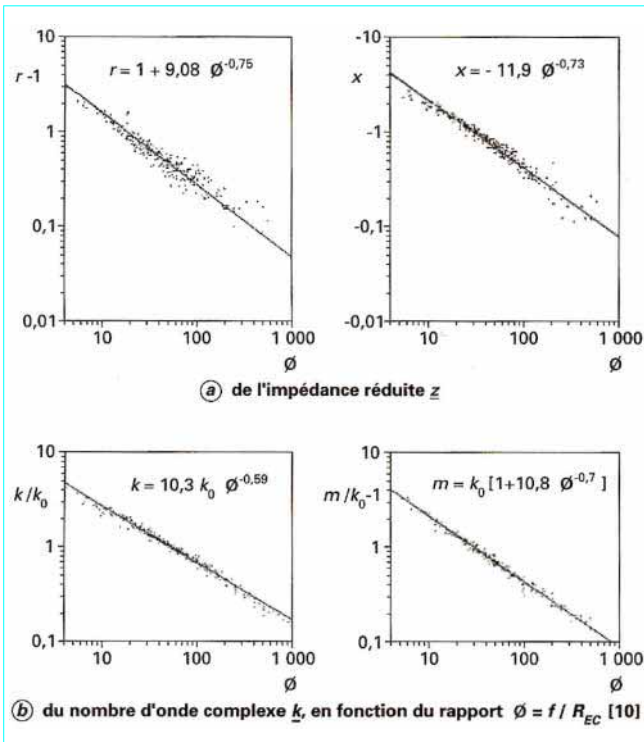 10
r -1
r = 1 + 9,08 Ø^-0,75
1
0,1
0,01
10 100 1 000
Ø
-10
x
x = - 11,9 Ø^-0,73
-1
-0,1
-0,01
10 100 1 000
Ø
ⓐ de l'impédance réduite z
10
k/k₀
k = 10,3 k₀ Ø^-0,59
1
0,1
10 100 1 000
Ø
10
m/k₀-1
m = k₀ [1+10,8 Ø^-0,7 ]
1
0,1
10 100 1 000
Ø
ⓑ du nombre d'onde complexe k, en fonction du rapport Ø = f / R_EC [10]